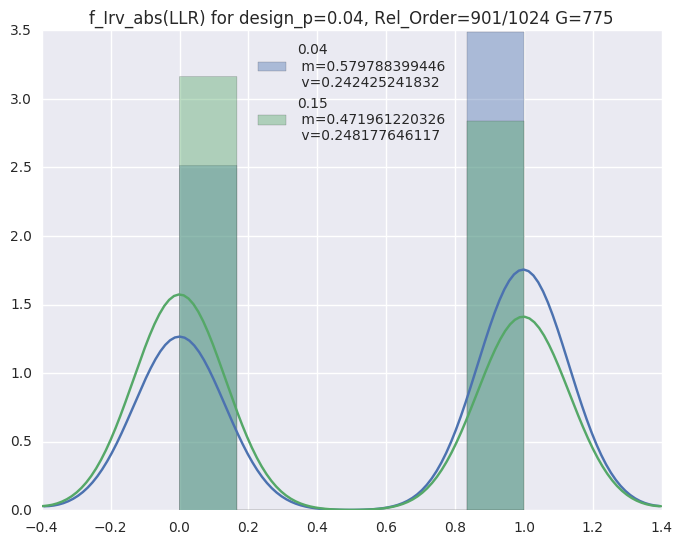 f_Irv_abs(LLR) for design_p=0.04, Rel_Order=901/1024 G=775
0.04
m=0.579788399446
v=0.242425241832
0.15
m=0.471961220326
v=0.248177646117
3.5
3.0
2.5
2.0
1.5
1.0
0.5
0.0
−0.4 −0.2 0.0 0.2 0.4 0.6 0.8 1.0 1.2 1.4